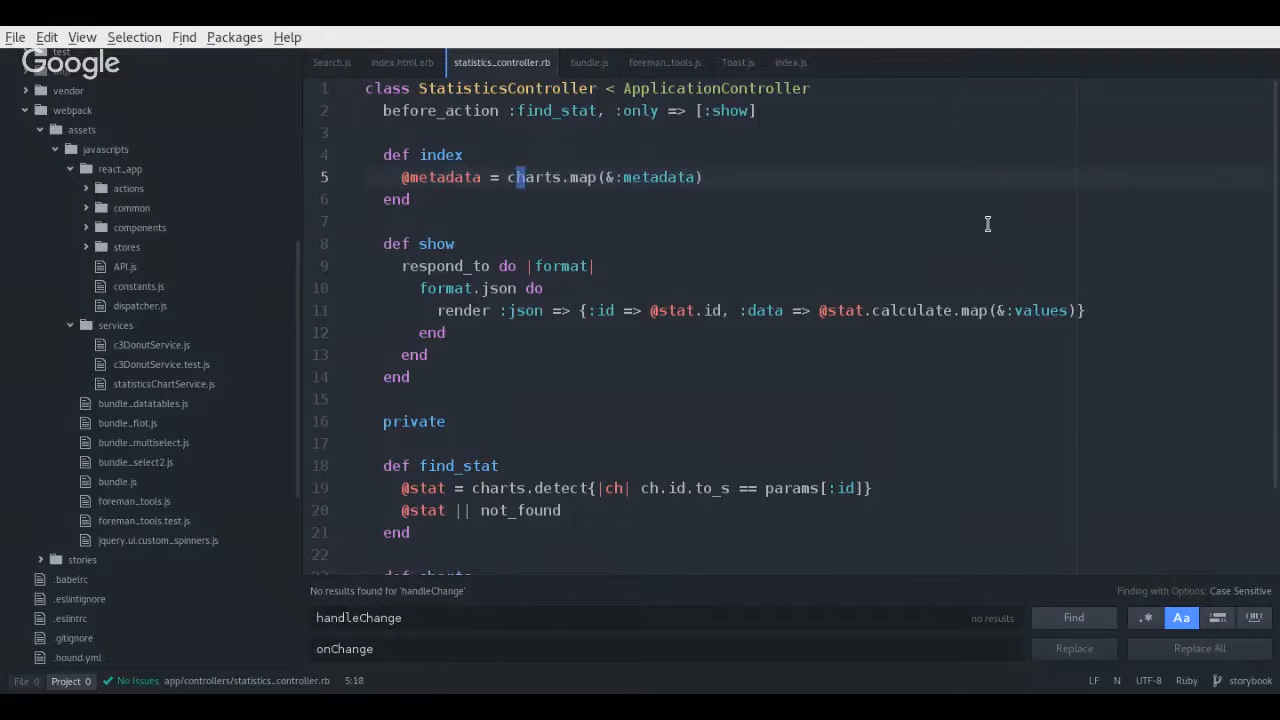 File Edit View Selection Find Packages Help
Google
test
vendor
webpack
assets
javascripts
react_app
actions
common
components
stores
API.js
constants.js
dispatcher.js
services
c3DonutService.js
c3DonutService.test.js
statisticsChartService.js
bundle_datatables.js
bundle_flot.js
bundle_multiselect.js
bundle_select2.js
bundle.js
foreman_tools.js
foreman_tools.test.js
jquery.ui.custom_spinners.js
stories
.babelrc
.eslintignore
.eslintrc
.gitignore
.hound.yml
Search.js index.html.erb statistics_controller.rb bundle.js foreman_tools.js Toast.js index.js
1 class StatisticsController < ApplicationController
2 before_action :find_stat, :only => [:show]
3
4 def index
5 @metadata = charts.map(&:metadata)
6 end
7
8 def show
9 respond_to do |format|
10 format.json do
11 render :json => {:id => @stat.id, :data => @stat.calculate.map(&:values)}
12 end
13 end
14 end
15
16 private
17
18 def find_stat
19 @stat = charts.detect{|ch| ch.id.to_s == params[:id]}
20 @stat || not_found
21 end
22
def charts
No results found for 'handleChange' Finding with Options: Case Sensitive
handleChange no results Find .* Aa
onChange Replace Replace All
File 0 Project 0 No Issues app/controllers/statistics_controller.rb 5:18 LF N UTF-8 Ruby storybook